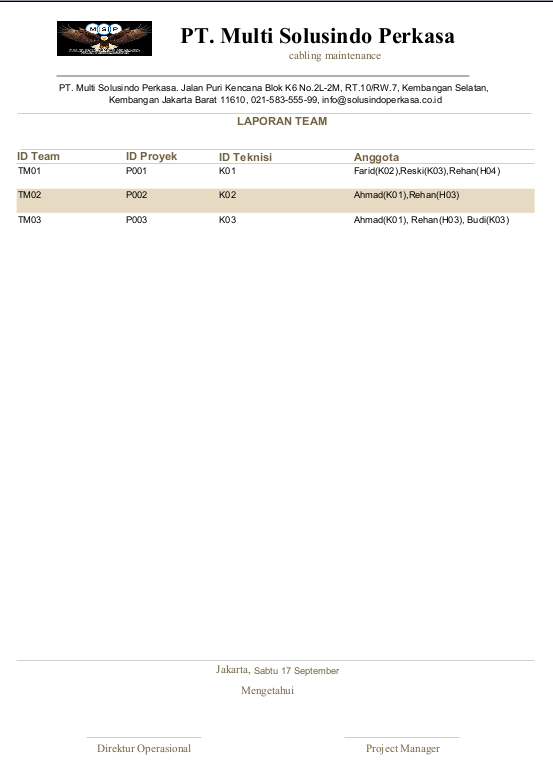 MSP
PT. Multi Solusindo Perkasa
cabling maintenance
PT. Multi Solusindo Perkasa. Jalan Puri Kencana Blok K6 No.2L-2M, RT.10/RW.7, Kembangan Selatan,
Kembangan Jakarta Barat 11610, 021-583-555-99, info@solusindoperkasa.co.id
LAPORAN TEAM
ID Team ID Proyek ID Teknisi Anggota
TM01 P001 K01 Farid(K02),Reski(K03),Rehan(H04)
TM02 P002 K02 Ahmad(K01),Rehan(H03)
TM03 P003 K03 Ahmad(K01), Rehan(H03), Budi(K03)
Jakarta, Sabtu 17 September
Mengetahui
Direktur Operasional Project Manager